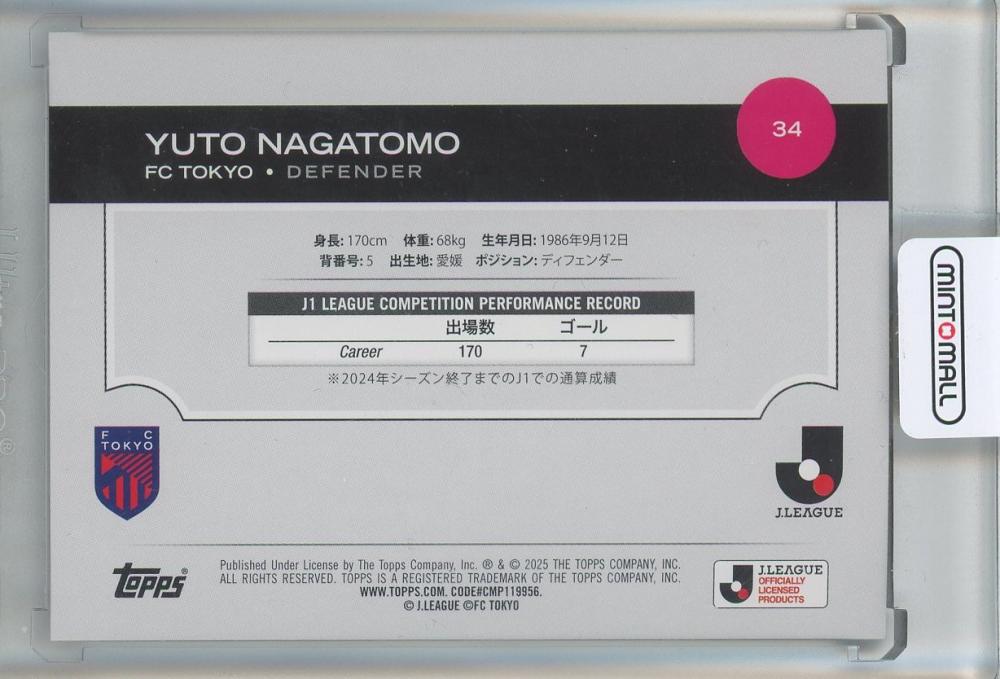 34
YUTO NAGATOMO
FC TOKYO • DEFENDER
身長: 170cm 体重: 68kg 生年月日: 1986年9月12日
背番号: 5 出生地: 愛媛 ポジション: ディフェンダー
J1 LEAGUE COMPETITION PERFORMANCE RECORD
出場数 ゴール
Career 170 7
※2024年シーズン終了までのJ1での通算成績
F C
TOKYO
J.LEAGUE
Topps®
Published Under License by The Topps Company, Inc. ® & © 2025 THE TOPPS COMPANY, INC.
ALL RIGHTS RESERVED. TOPPS IS A REGISTERED TRADEMARK OF THE TOPPS COMPANY, INC.
WWW.TOPPS.COM. CODE#CMP119956.
© J.LEAGUE ©FC TOKYO
J.LEAGUE
OFFICIALLY
LICENSED
PRODUCTS
MINTOMALL